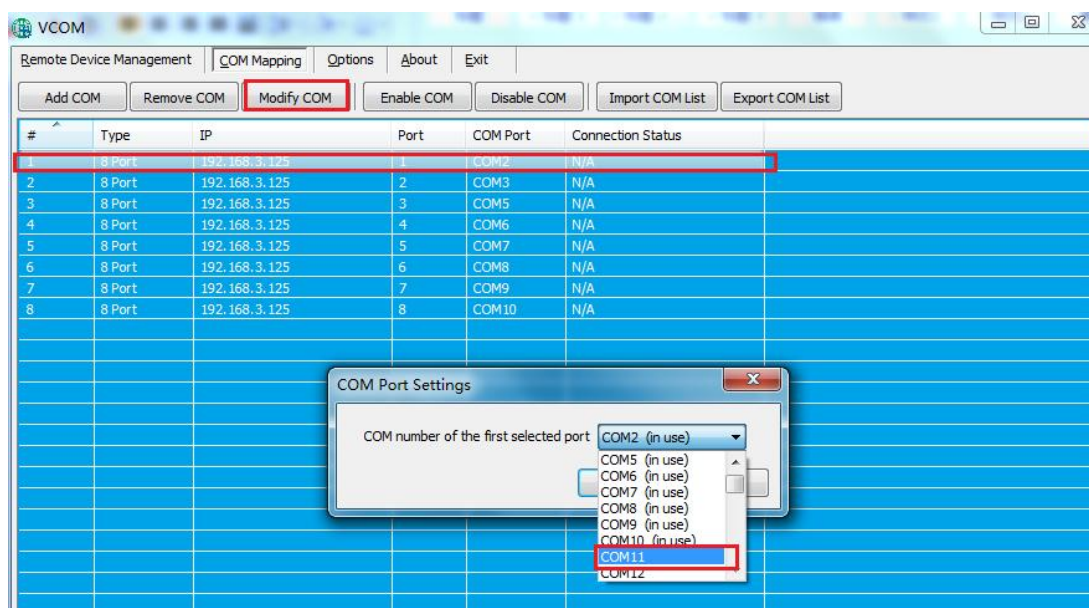 VCOM
Remote Device Management COM Mapping Options About Exit
Add COM Remove COM Modify COM Enable COM Disable COM Import COM List Export COM List
# Type IP Port COM Port Connection Status
1 8 Port 192.168.3.125 1 COM2 N/A
2 8 Port 192.168.3.125 2 COM3 N/A
3 8 Port 192.168.3.125 3 COM5 N/A
4 8 Port 192.168.3.125 4 COM6 N/A
5 8 Port 192.168.3.125 5 COM7 N/A
6 8 Port 192.168.3.125 6 COM8 N/A
7 8 Port 192.168.3.125 7 COM9 N/A
8 8 Port 192.168.3.125 8 COM10 N/A
COM Port Settings
COM number of the first selected port COM2 (in use)
COM5 (in use)
COM6 (in use)
COM7 (in use)
COM8 (in use)
COM9 (in use)
COM10 (in use)
COM11
COM12